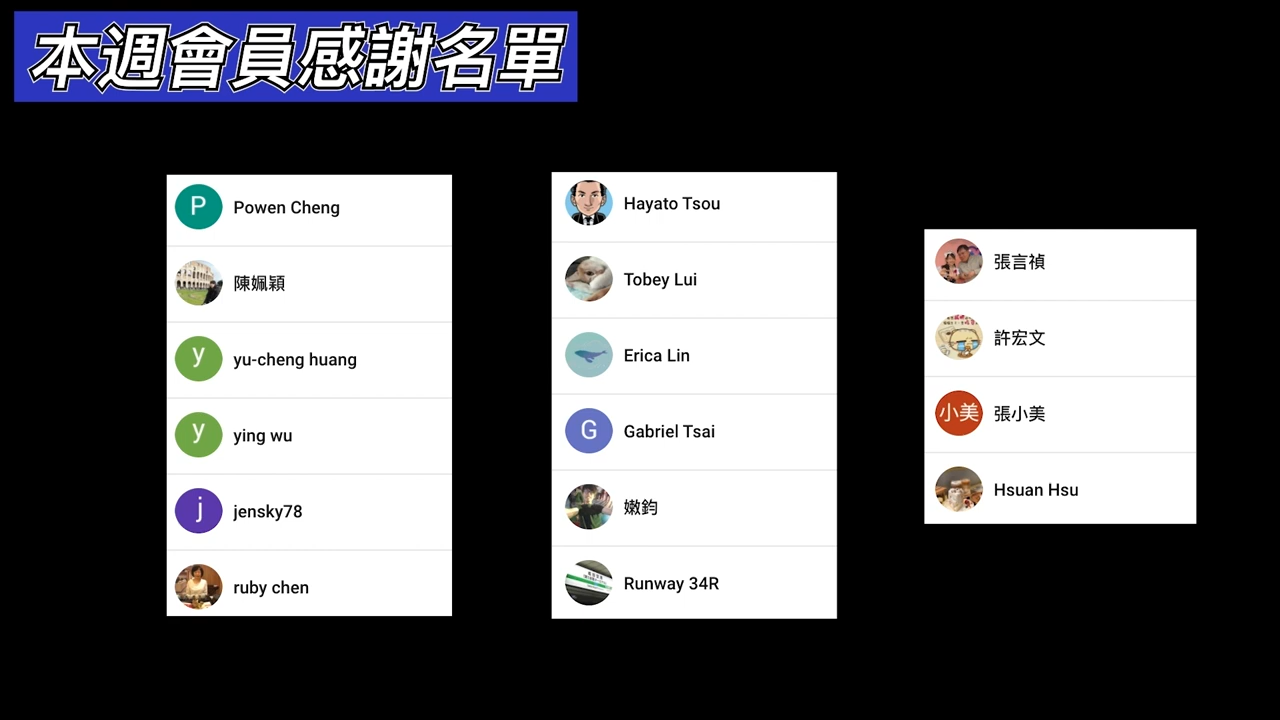 本週會員感謝名單
P Powen Cheng
陳姵穎
y yu-cheng huang
y ying wu
j jensky78
ruby chen
Hayato Tsou
Tobey Lui
Erica Lin
G Gabriel Tsai
嫩鈞
Runway 34R
張言禎
許宏文
小美 張小美
Hsuan Hsu